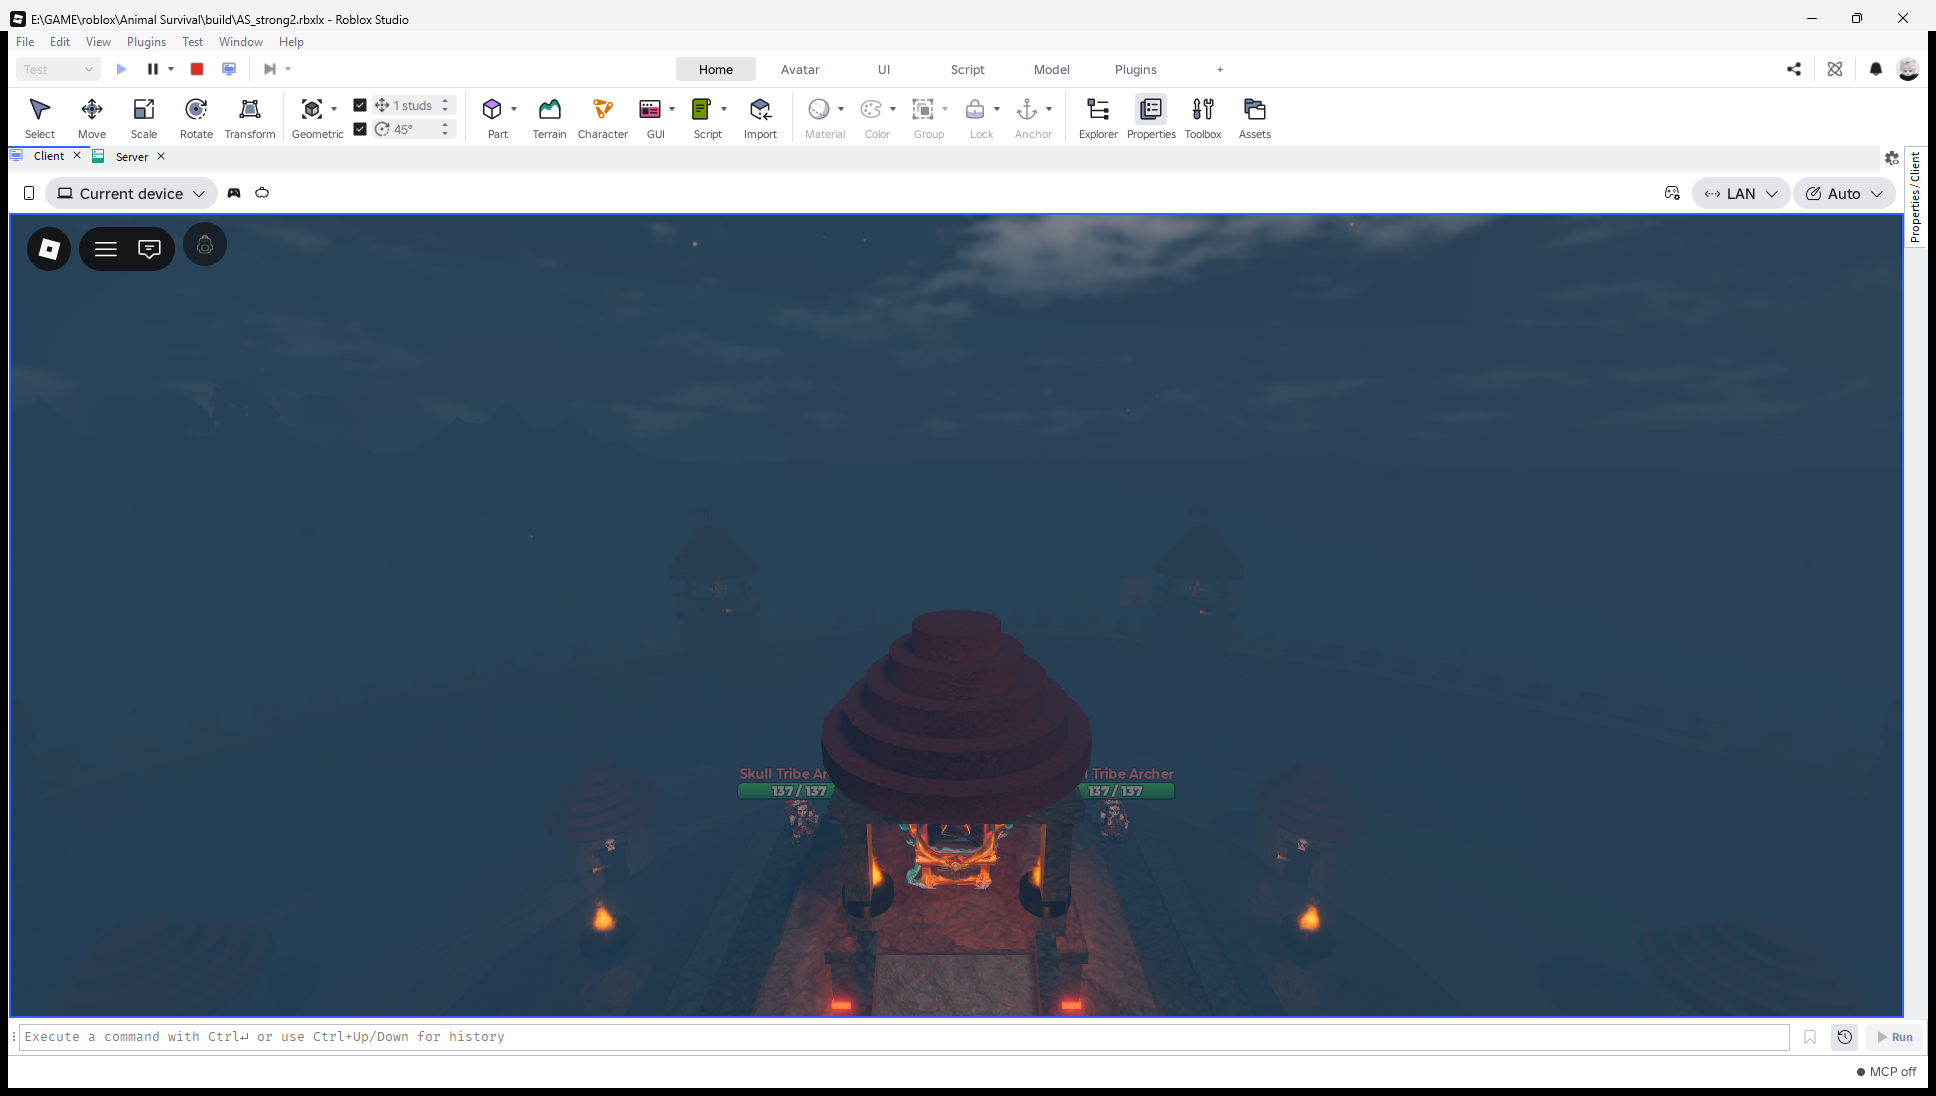 E:\GAME\roblox\Animal Survival\build\AS_strong2.rbxlx - Roblox Studio
File Edit View Plugins Test Window Help
Test
Home Avatar UI Script Model Plugins +
Select Move Scale Rotate Transform Geometric 1 studs 45° Part Terrain Character GUI Script Import Material Color Group Lock Anchor Explorer Properties Toolbox Assets
Client Server
Properties / Client
Current device LAN Auto
Skull Tribe Ar
137 / 137
Tribe Archer
137 / 137
Execute a command with Ctrl↵ or use Ctrl+Up/Down for history
Run
MCP off